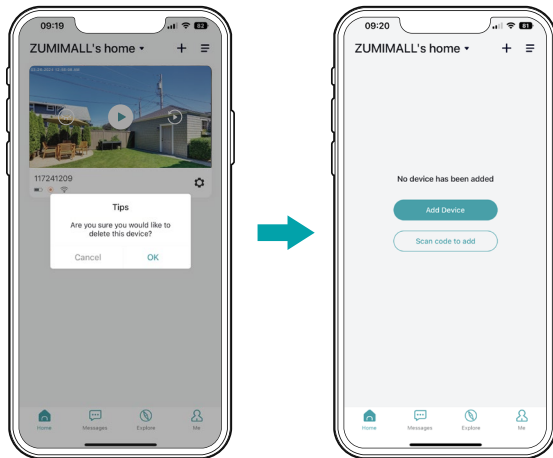 09:19
82
ZUMIMALL's home
117241209
Tips
Are you sure you would like to
delete this device?
Cancel
OK
Home
Messages
Explore
Me
09:20
81
ZUMIMALL's home
No device has been added
Add Device
Scan code to add
Home
Messages
Explore
Me